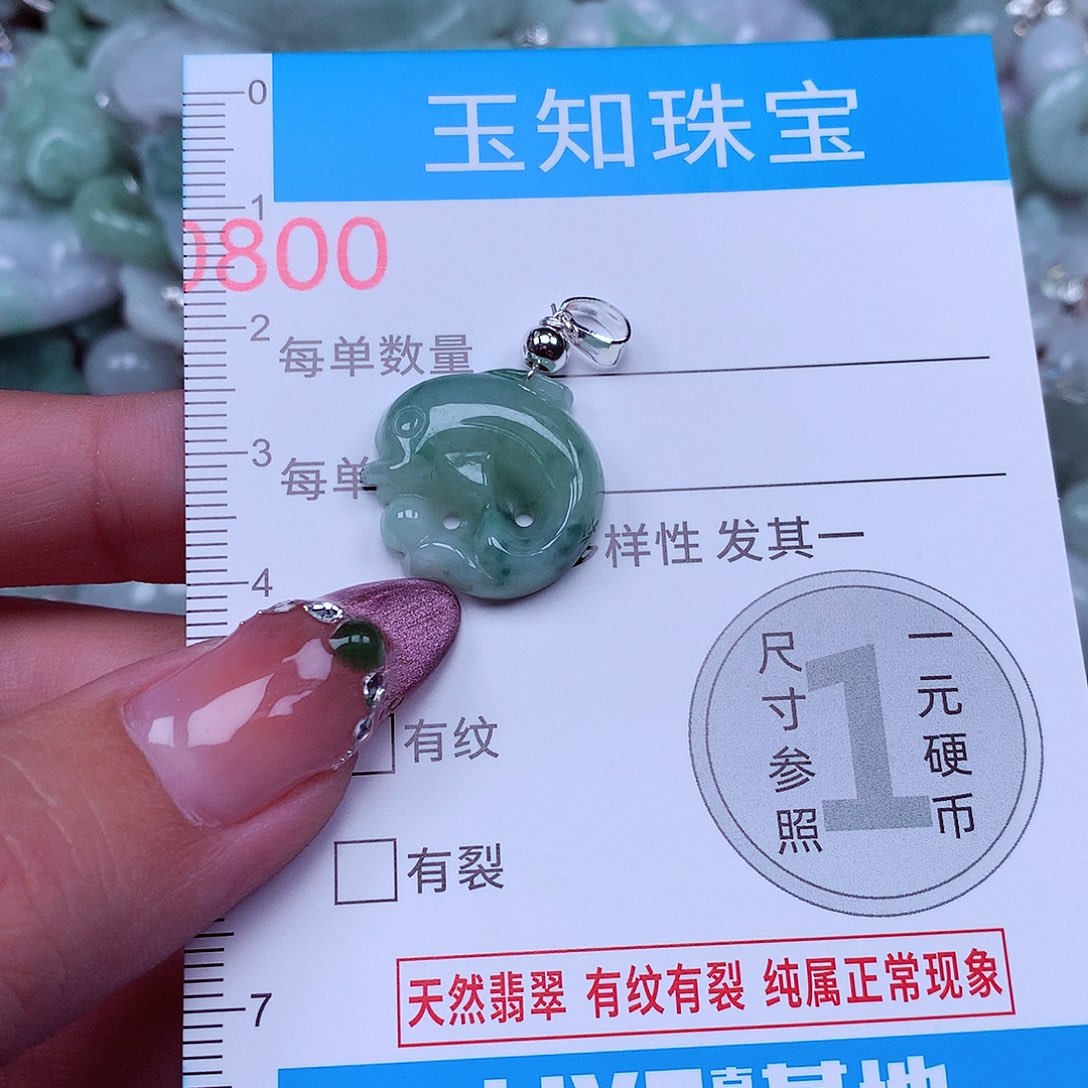 0
玉知珠宝
1
0800
2
每单数量
3
每单
样性 发其一
4
尺寸参照
一元硬币
1
有纹
有裂
天然翡翠 有纹有裂 纯属正常现象
7
基地